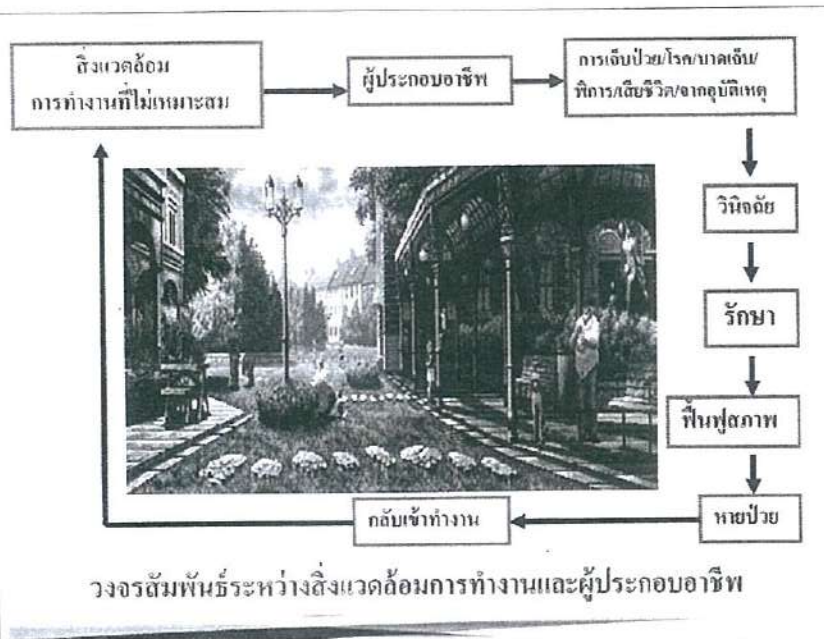 สิ่งแวดล้อม
การทำงานที่ไม่เหมาะสม
ผู้ประกอบอาชีพ
การเจ็บป่วย/โรค/บาดเจ็บ/
พิการ/เสียชีวิต/จากอุบัติเหตุ
วินิจฉัย
รักษา
ฟื้นฟูสภาพ
หายป่วย
กลับเข้าทำงาน
วงจรสัมพันธ์ระหว่างสิ่งแวดล้อมการทำงานและผู้ประกอบอาชีพ